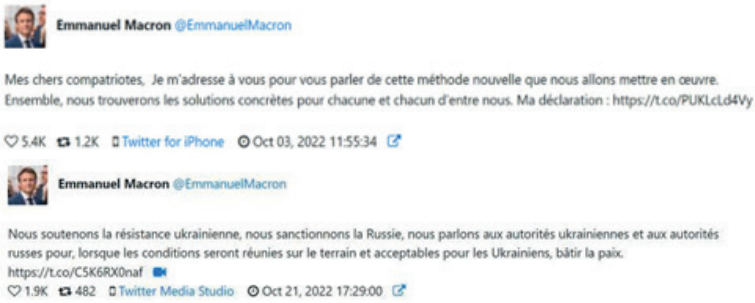 Emmanuel Macron @EmmanuelMacron
Mes chers compatriotes, Je m'adresse à vous pour vous parler de cette méthode nouvelle que nous allons mettre en œuvre.
Ensemble, nous trouverons les solutions concrètes pour chacune et chacun d'entre nous. Ma déclaration : https://t.co/PUKLcLd4Vy
5.4K 1.2K Twitter for iPhone Oct 03, 2022 11:55:34
Emmanuel Macron @EmmanuelMacron
Nous soutenons la résistance ukrainienne, nous sanctionnons la Russie, nous parlons aux autorités ukrainiennes et aux autorités
russes pour, lorsque les conditions seront réunies sur le terrain et acceptables pour les Ukrainiens, bâtir la paix.
https://t.co/C5K6RX0naf
1.9K 482 Twitter Media Studio Oct 21, 2022 17:29:00